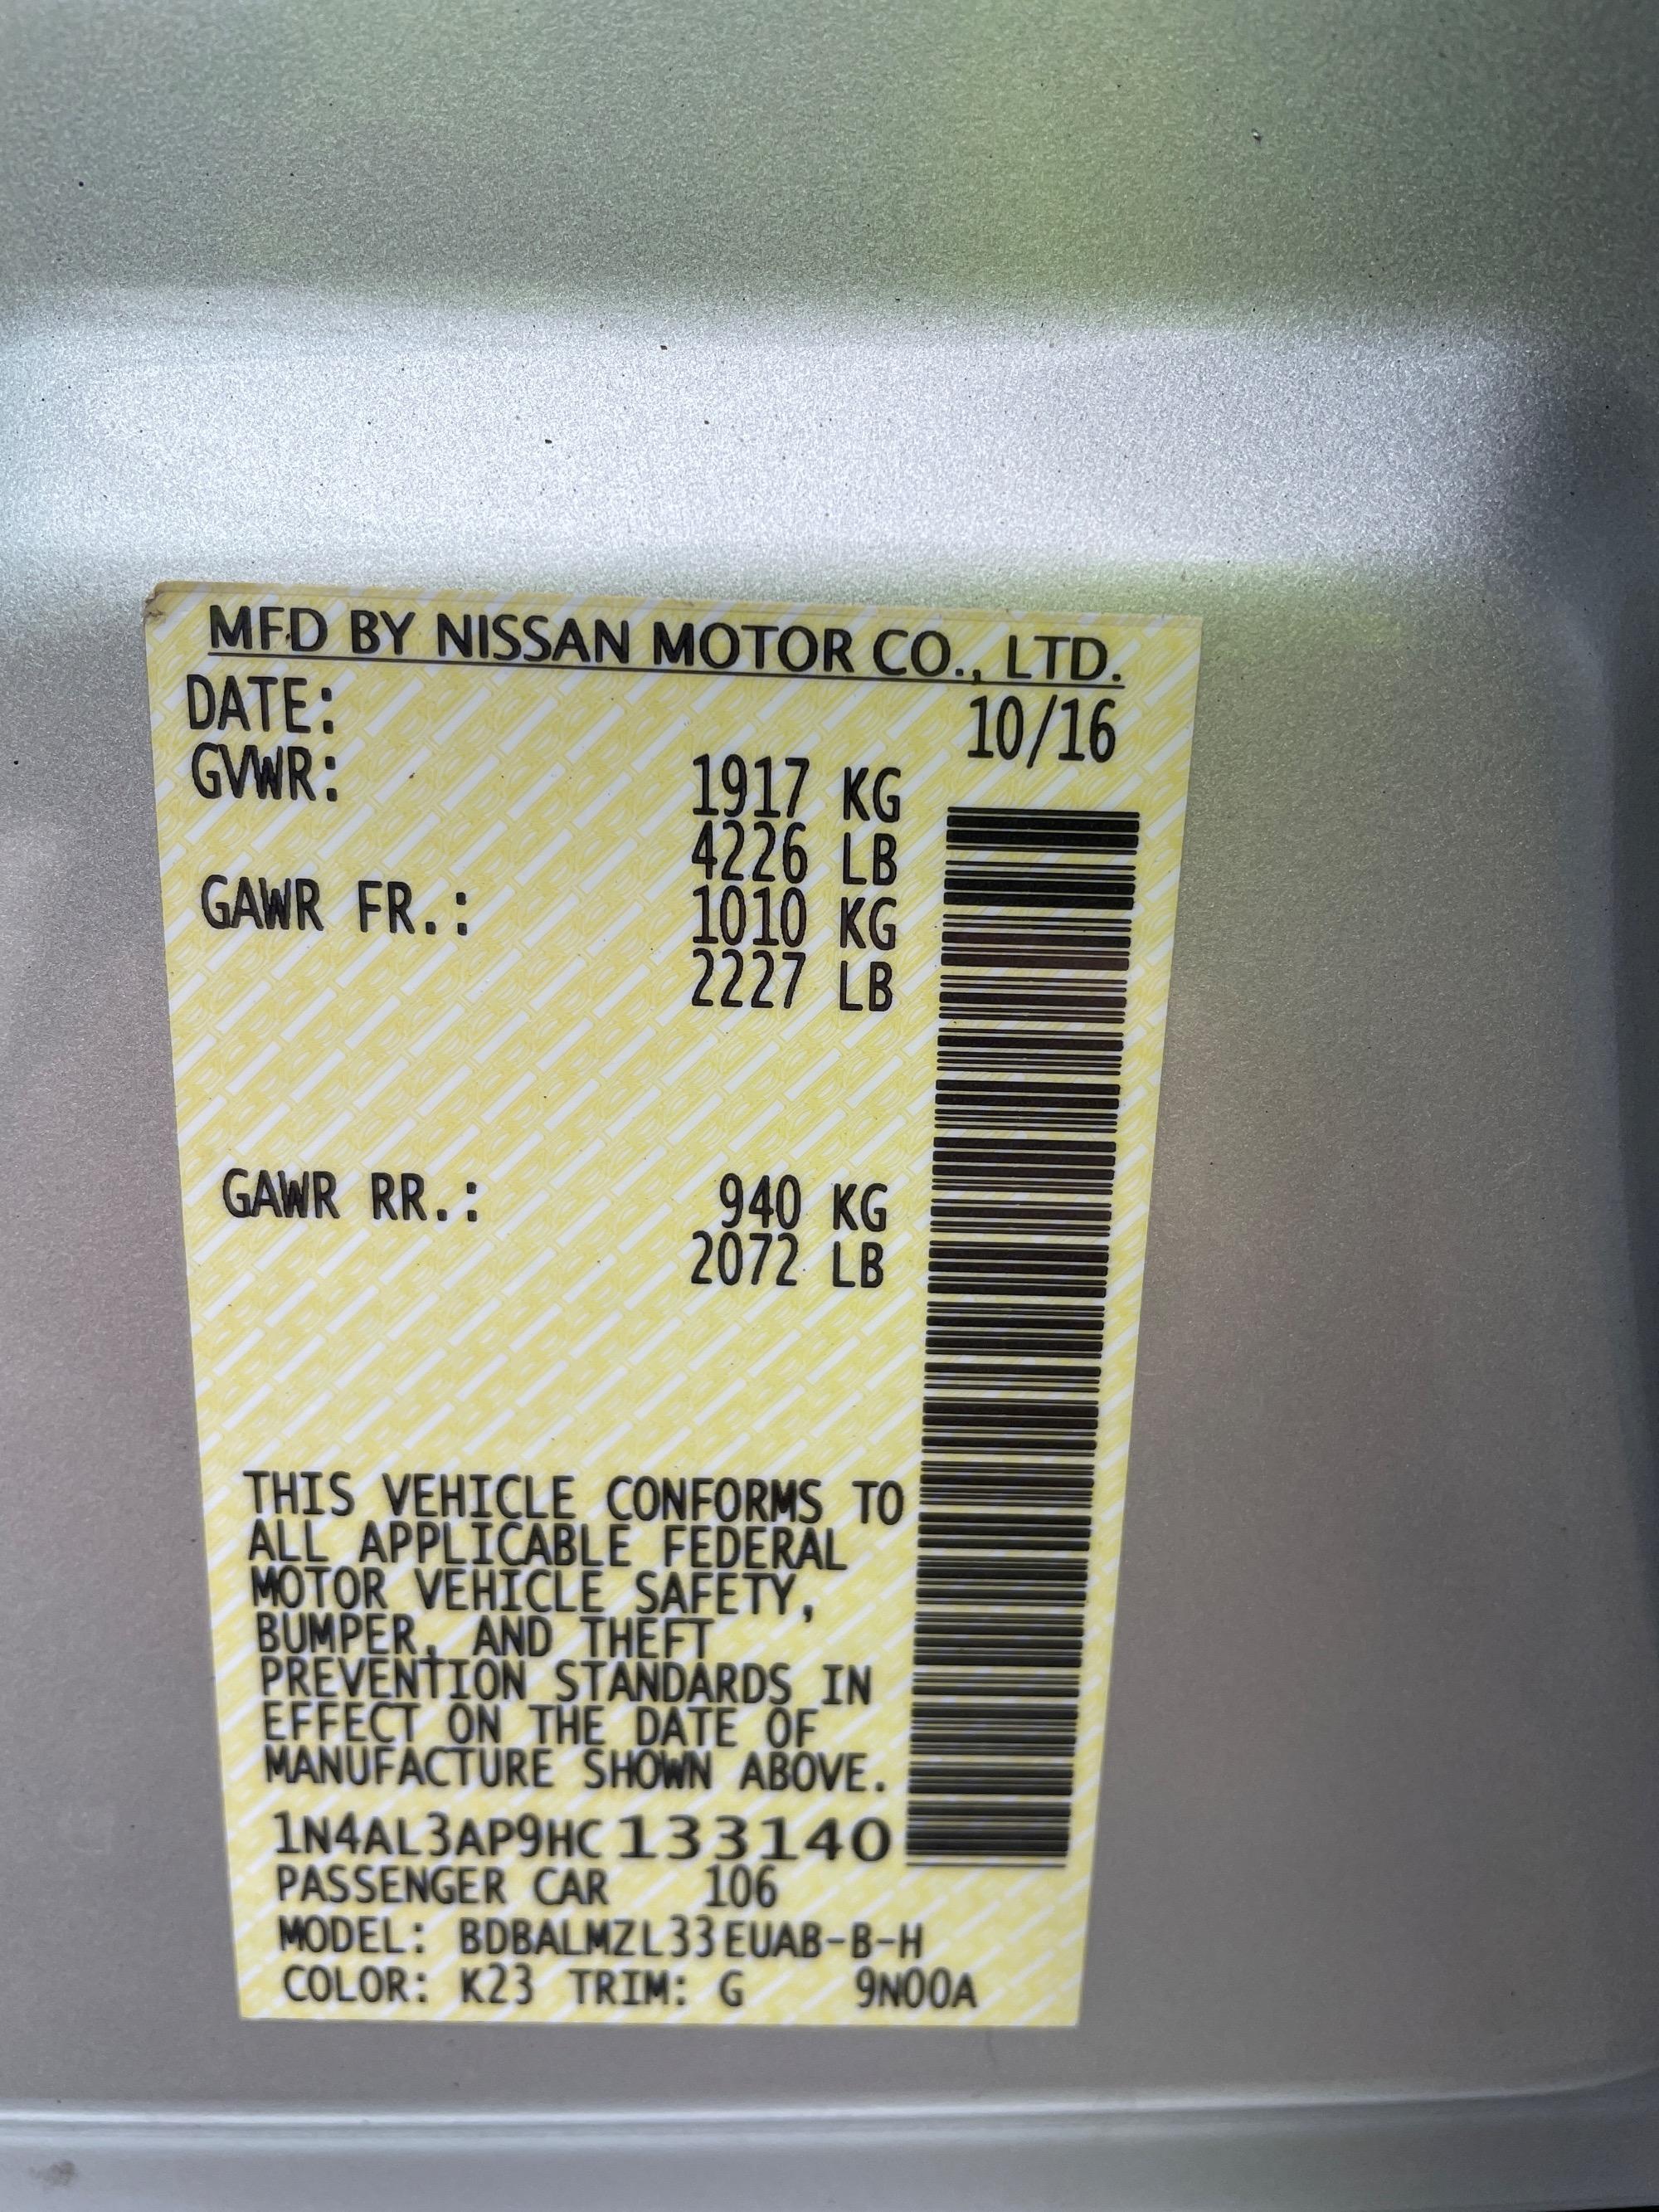 MFD BY NISSAN MOTOR CO., LTD.
DATE: 10/16
GVWR: 1917 KG
4226 LB
GAWR FR.: 1010 KG
2227 LB
GAWR RR.: 940 KG
2072 LB
THIS VEHICLE CONFORMS TO
ALL APPLICABLE FEDERAL
MOTOR VEHICLE SAFETY,
BUMPER, AND THEFT
PREVENTION STANDARDS IN
EFFECT ON THE DATE OF
MANUFACTURE SHOWN ABOVE.
1N4AL3AP9HC133140
PASSENGER CAR 106
MODEL: BDBALMZL33EUAB-B-H
COLOR: K23 TRIM: G 9N00A